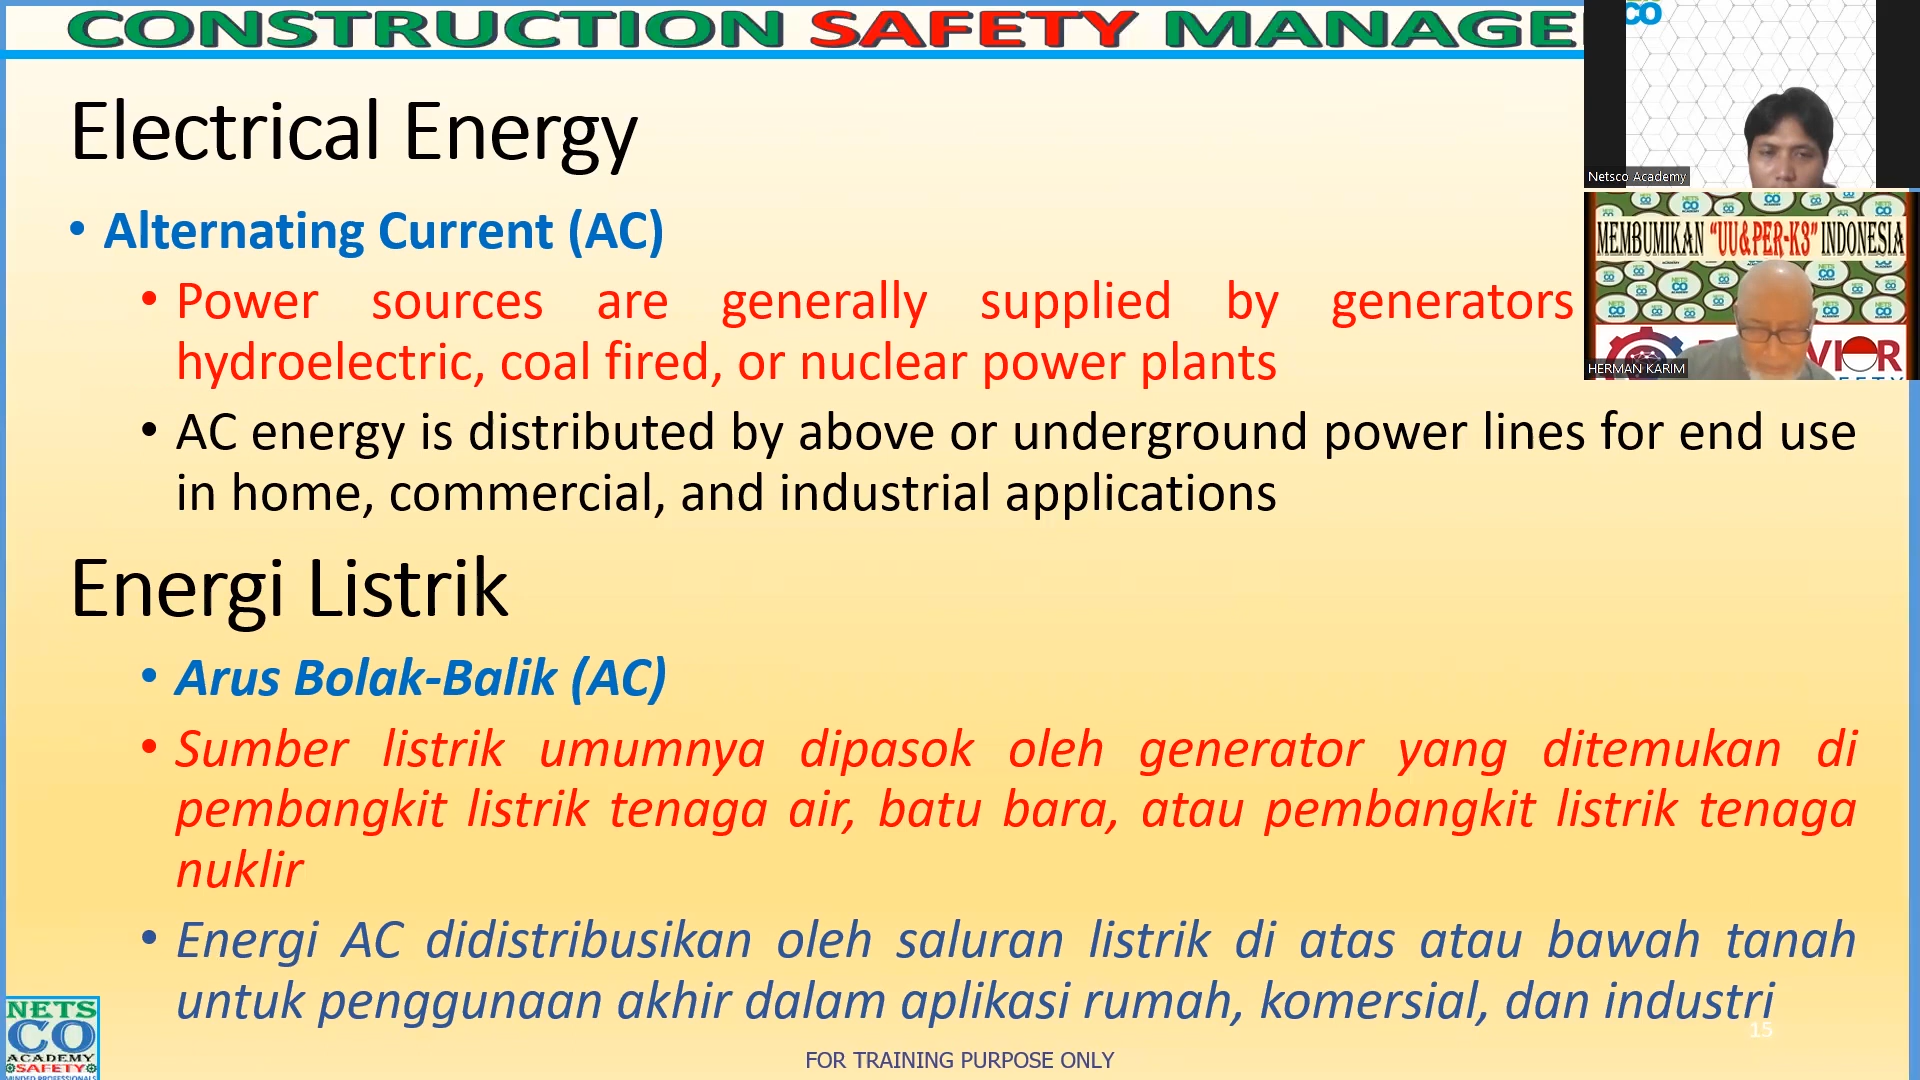 CONSTRUCTION SAFETY MANAGE
Electrical Energy
• Alternating Current (AC)
• Power sources are generally supplied by generators
hydroelectric, coal fired, or nuclear power plants
• AC energy is distributed by above or underground power lines for end use
in home, commercial, and industrial applications
Energi Listrik
• Arus Bolak-Balik (AC)
• Sumber listrik umumnya dipasok oleh generator yang ditemukan di
pembangkit listrik tenaga air, batu bara, atau pembangkit listrik tenaga
nuklir
• Energi AC didistribusikan oleh saluran listrik di atas atau bawah tanah
untuk penggunaan akhir dalam aplikasi rumah, komersial, dan industri
15
FOR TRAINING PURPOSE ONLY
NETS
CO
ACADEMY
SAFETY
MINDED PROFESSIONALS
CO
Netsco Academy
MEMBUMIKAN "UU&PER-K3" INDONESIA
HERMAN KARIM